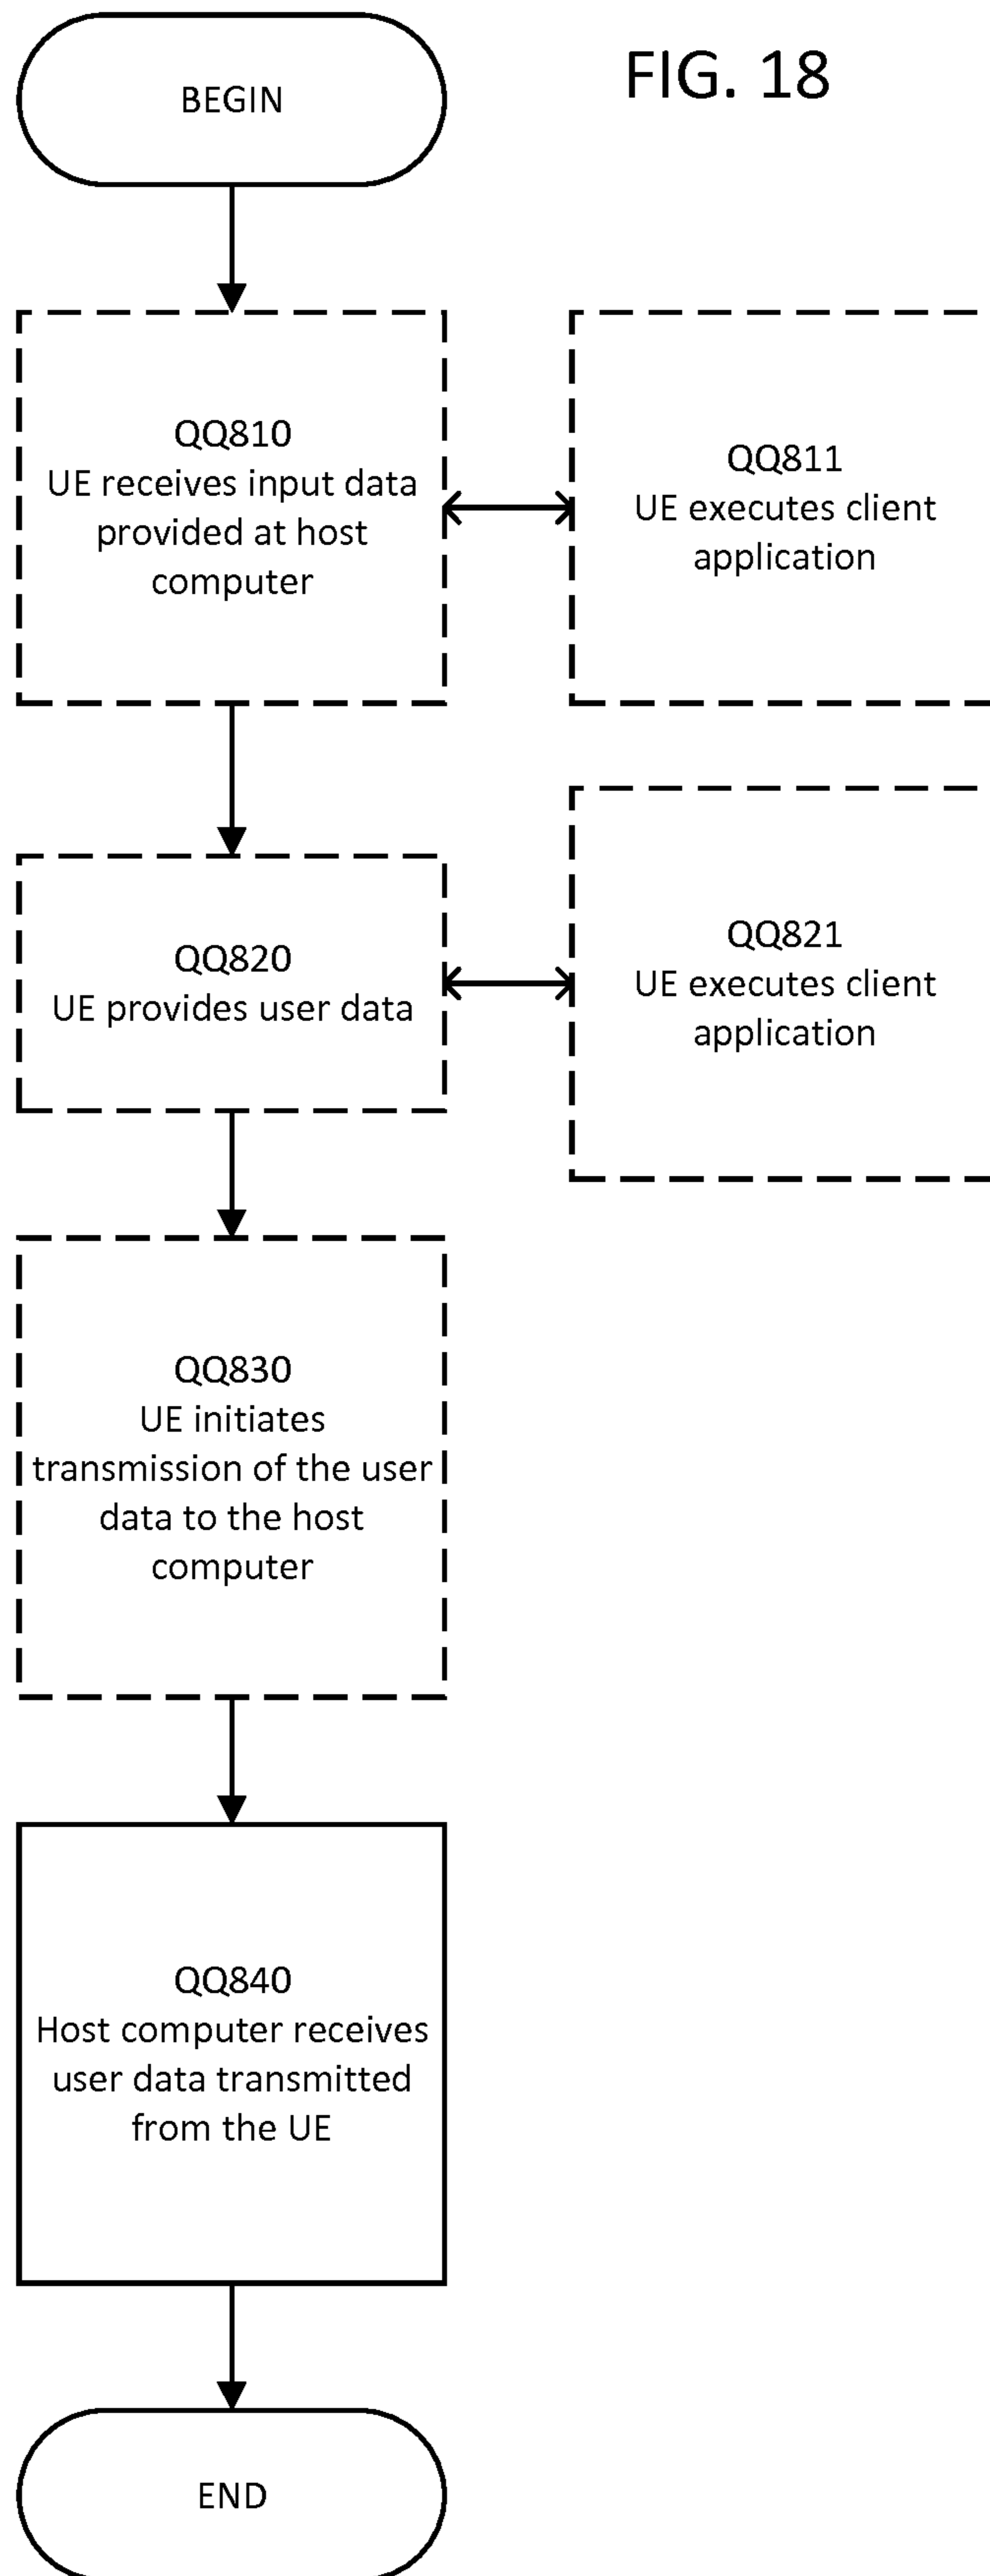 FIG. 18
BEGIN
QQ810
UE receives input data
provided at host
computer
QQ811
UE executes client
application
QQ820
UE provides user data
QQ821
UE executes client
application
QQ830
UE initiates
transmission of the user
data to the host
computer
QQ840
Host computer receives
user data transmitted
from the UE
END